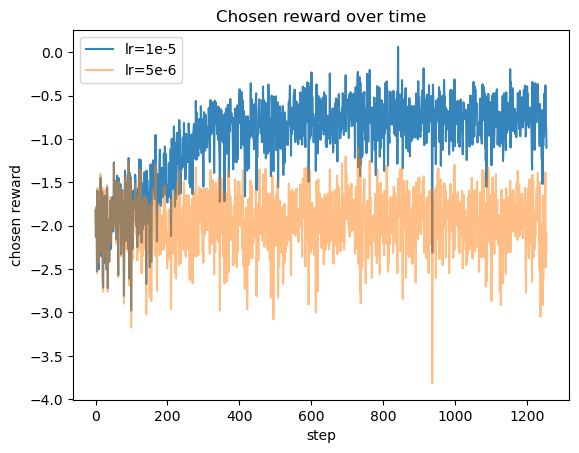 Chosen reward over time
lr=1e-5
lr=5e-6
0.0
−0.5
−1.0
−1.5
−2.0
−2.5
−3.0
−3.5
−4.0
chosen reward
0 200 400 600 800 1000 1200
step